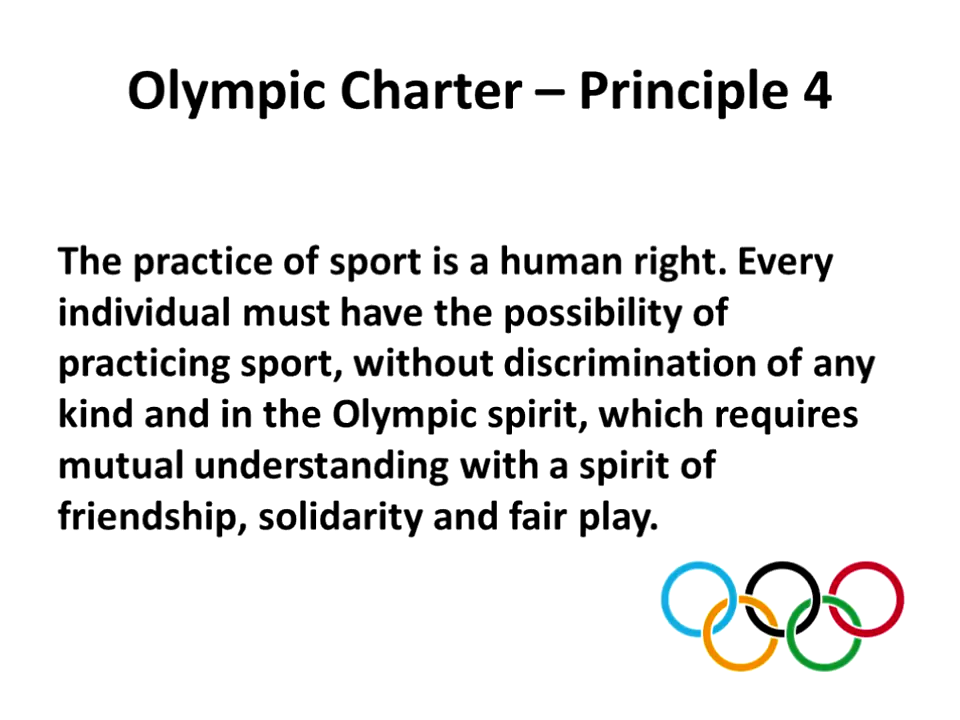 Olympic Charter – Principle 4
The practice of sport is a human right. Every
individual must have the possibility of
practicing sport, without discrimination of any
kind and in the Olympic spirit, which requires
mutual understanding with a spirit of
friendship, solidarity and fair play.